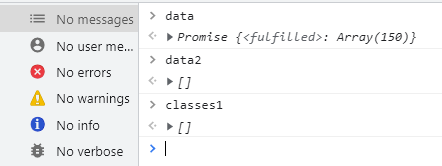 No messages
No user me...
No errors
No warnings
No info
No verbose
> data
<· ▶ Promise {<fulfilled>: Array(150)}
> data2
<· ▶ []
> classes1
<· ▶ []
>